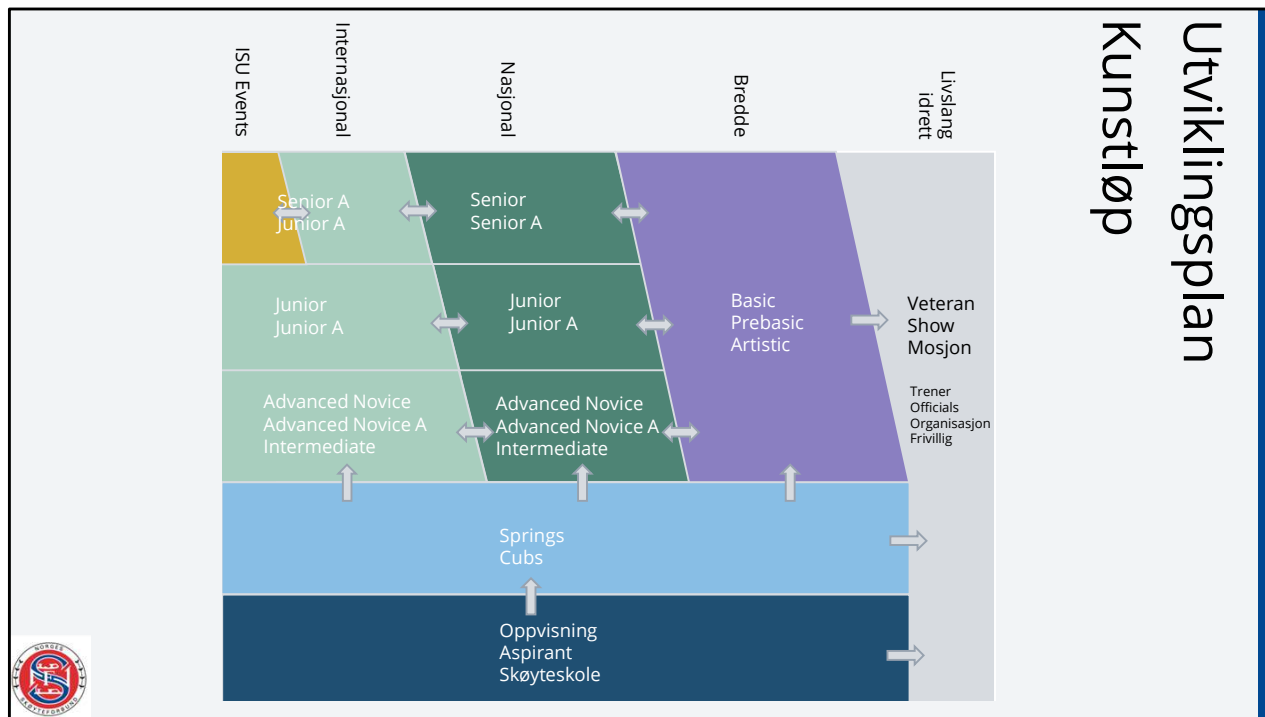 Utviklingsplan
Kunstløp
ISU Events
Internasjonal
Nasjonal
Bredde
Livslang
idrett
Senior A
Junior A
Senior
Senior A
Junior
Junior A
Junior
Junior A
Basic
Prebasic
Artistic
Veteran
Show
Mosjon
Advanced Novice
Advanced Novice A
Intermediate
Advanced Novice
Advanced Novice A
Intermediate
Trener
Officials
Organisasjon
Frivillig
Springs
Cubs
Oppvisning
Aspirant
Skøyteskole
NORGES
SKØYTEFORBUND